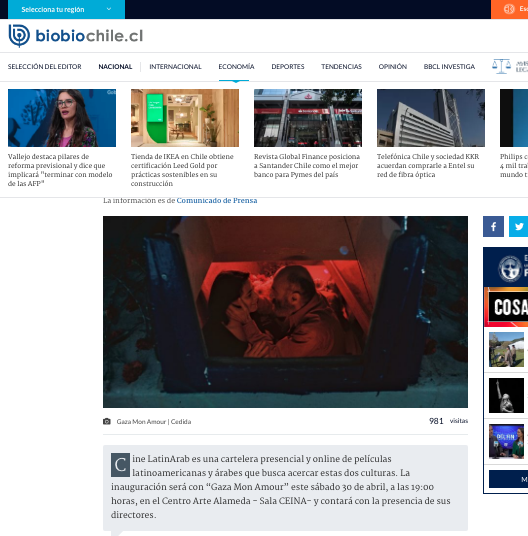 Selecciona tu región
biobiochile.cl
SELECCIÓN DEL EDITOR NACIONAL INTERNACIONAL ECONOMÍA DEPORTES TENDENCIAS OPINIÓN BBCL INVESTIGA
Vallejo destaca pilares de
reforma previsional y dice que
implicará "terminar con modelo
de las AFP"
Tienda de IKEA en Chile obtiene
certificación Leed Gold por
prácticas sostenibles en su
construcción
Revista Global Finance posiciona
a Santander Chile como el mejor
banco para Pymes del país
Telefónica Chile y sociedad KKR
acuerdan comprarle a Entel su
red de fibra óptica
Philips
4 mil
La información es de Comunicado de Prensa
COSA
Gaza Mon Amour | Cedida
981 visitas
Cine LatinArab es una cartelera presencial y online de películas
latinoamericanas y árabes que busca acercar estas dos culturas. La
inauguración será con “Gaza Mon Amour” este sábado 30 de abril, a las 19:00
horas, en el Centro Arte Alameda - Sala CEINA- y contará con la presencia de sus
directores.